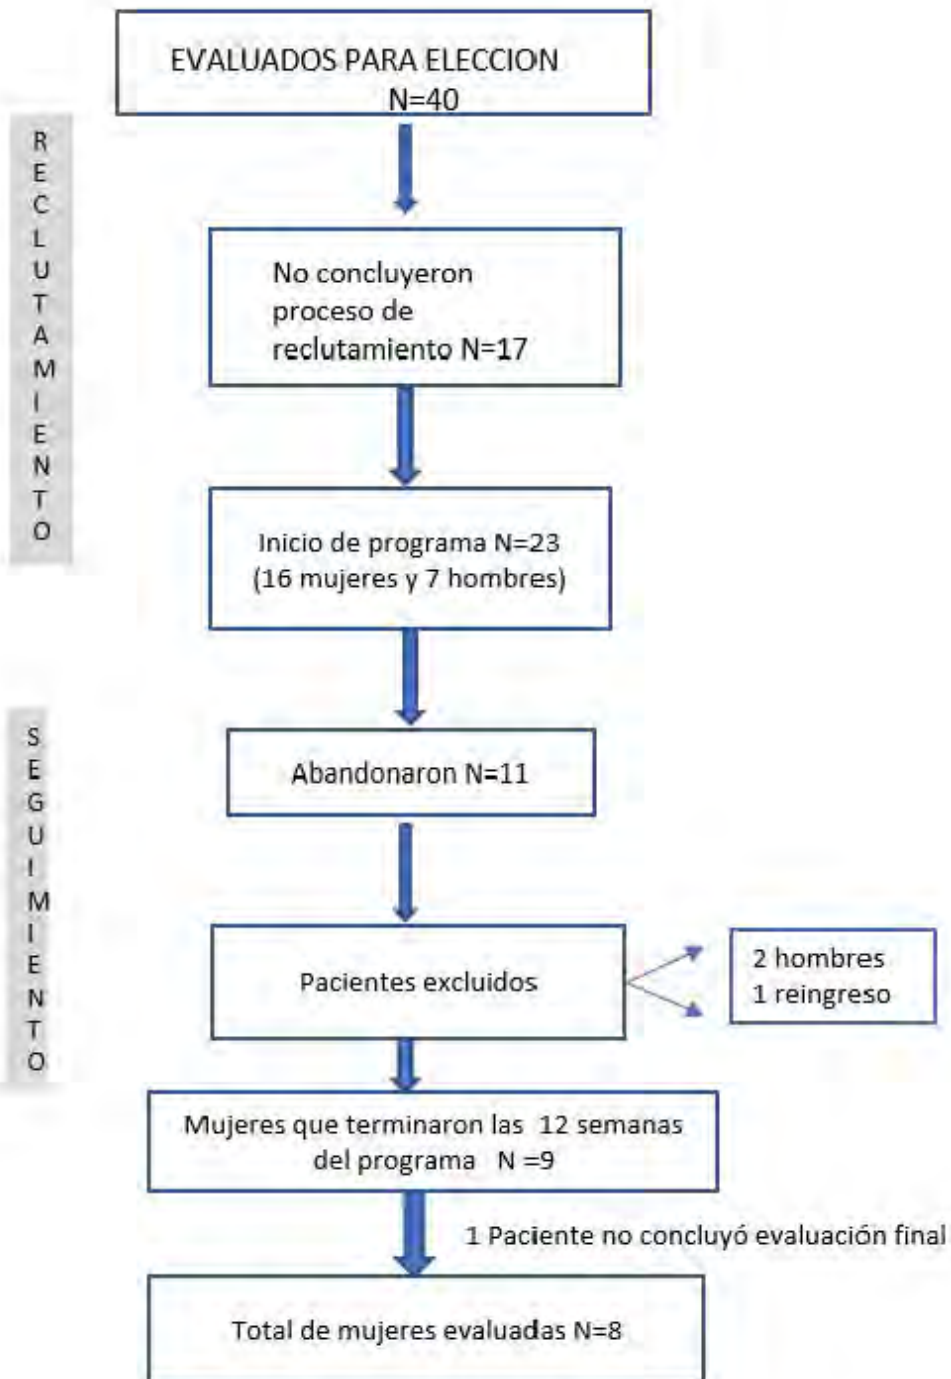 EVALUADOS PARA ELECCION
N=40
RECLUTAMIENTO
No concluyeron
proceso de
reclutamiento N=17
Inicio de programa N=23
(16 mujeres y 7 hombres)
SEGUIMIENTO
Abandonaron N=11
Pacientes excluidos
2 hombres
1 reingreso
Mujeres que terminaron las 12 semanas
del programa N =9
1 Paciente no concluyó evaluación final
Total de mujeres evaluadas N=8